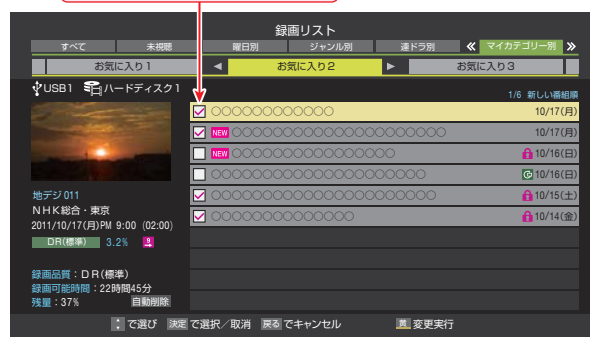 録画リスト
すべて 未視聴 曜日別 ジャンル別 連ドラ別 ≪ マイカテゴリー別 ≫
お気に入り1 ◀ お気に入り2 ▶ お気に入り3
USB1 ハードディスク1
1/6 新しい番組順
○○○○○○○○○○○○ 10/17(月)
NEW ○○○○○○○○○○○○○○○○○○○○○ 10/17(月)
NEW ○○○○○○○○○○○○○○○○ 10/16(日)
○○○○○○○○○○○○○○○○○○○○○ 10/16(日)
○○○○○○○○○○○○○○○○○○○○○○ 10/15(土)
○○○○○○○○○○○○○○ 10/14(金)
地デジ011
NHK総合・東京
2011/10/17(月)PM 9:00 (02:00)
DR(標準) 3.2%
録画品質：DR(標準)
録画可能時間：22時間45分
残量：37% 自動削除
で選び 決定 で選択／取消 戻る でキャンセル 黄 変更実行